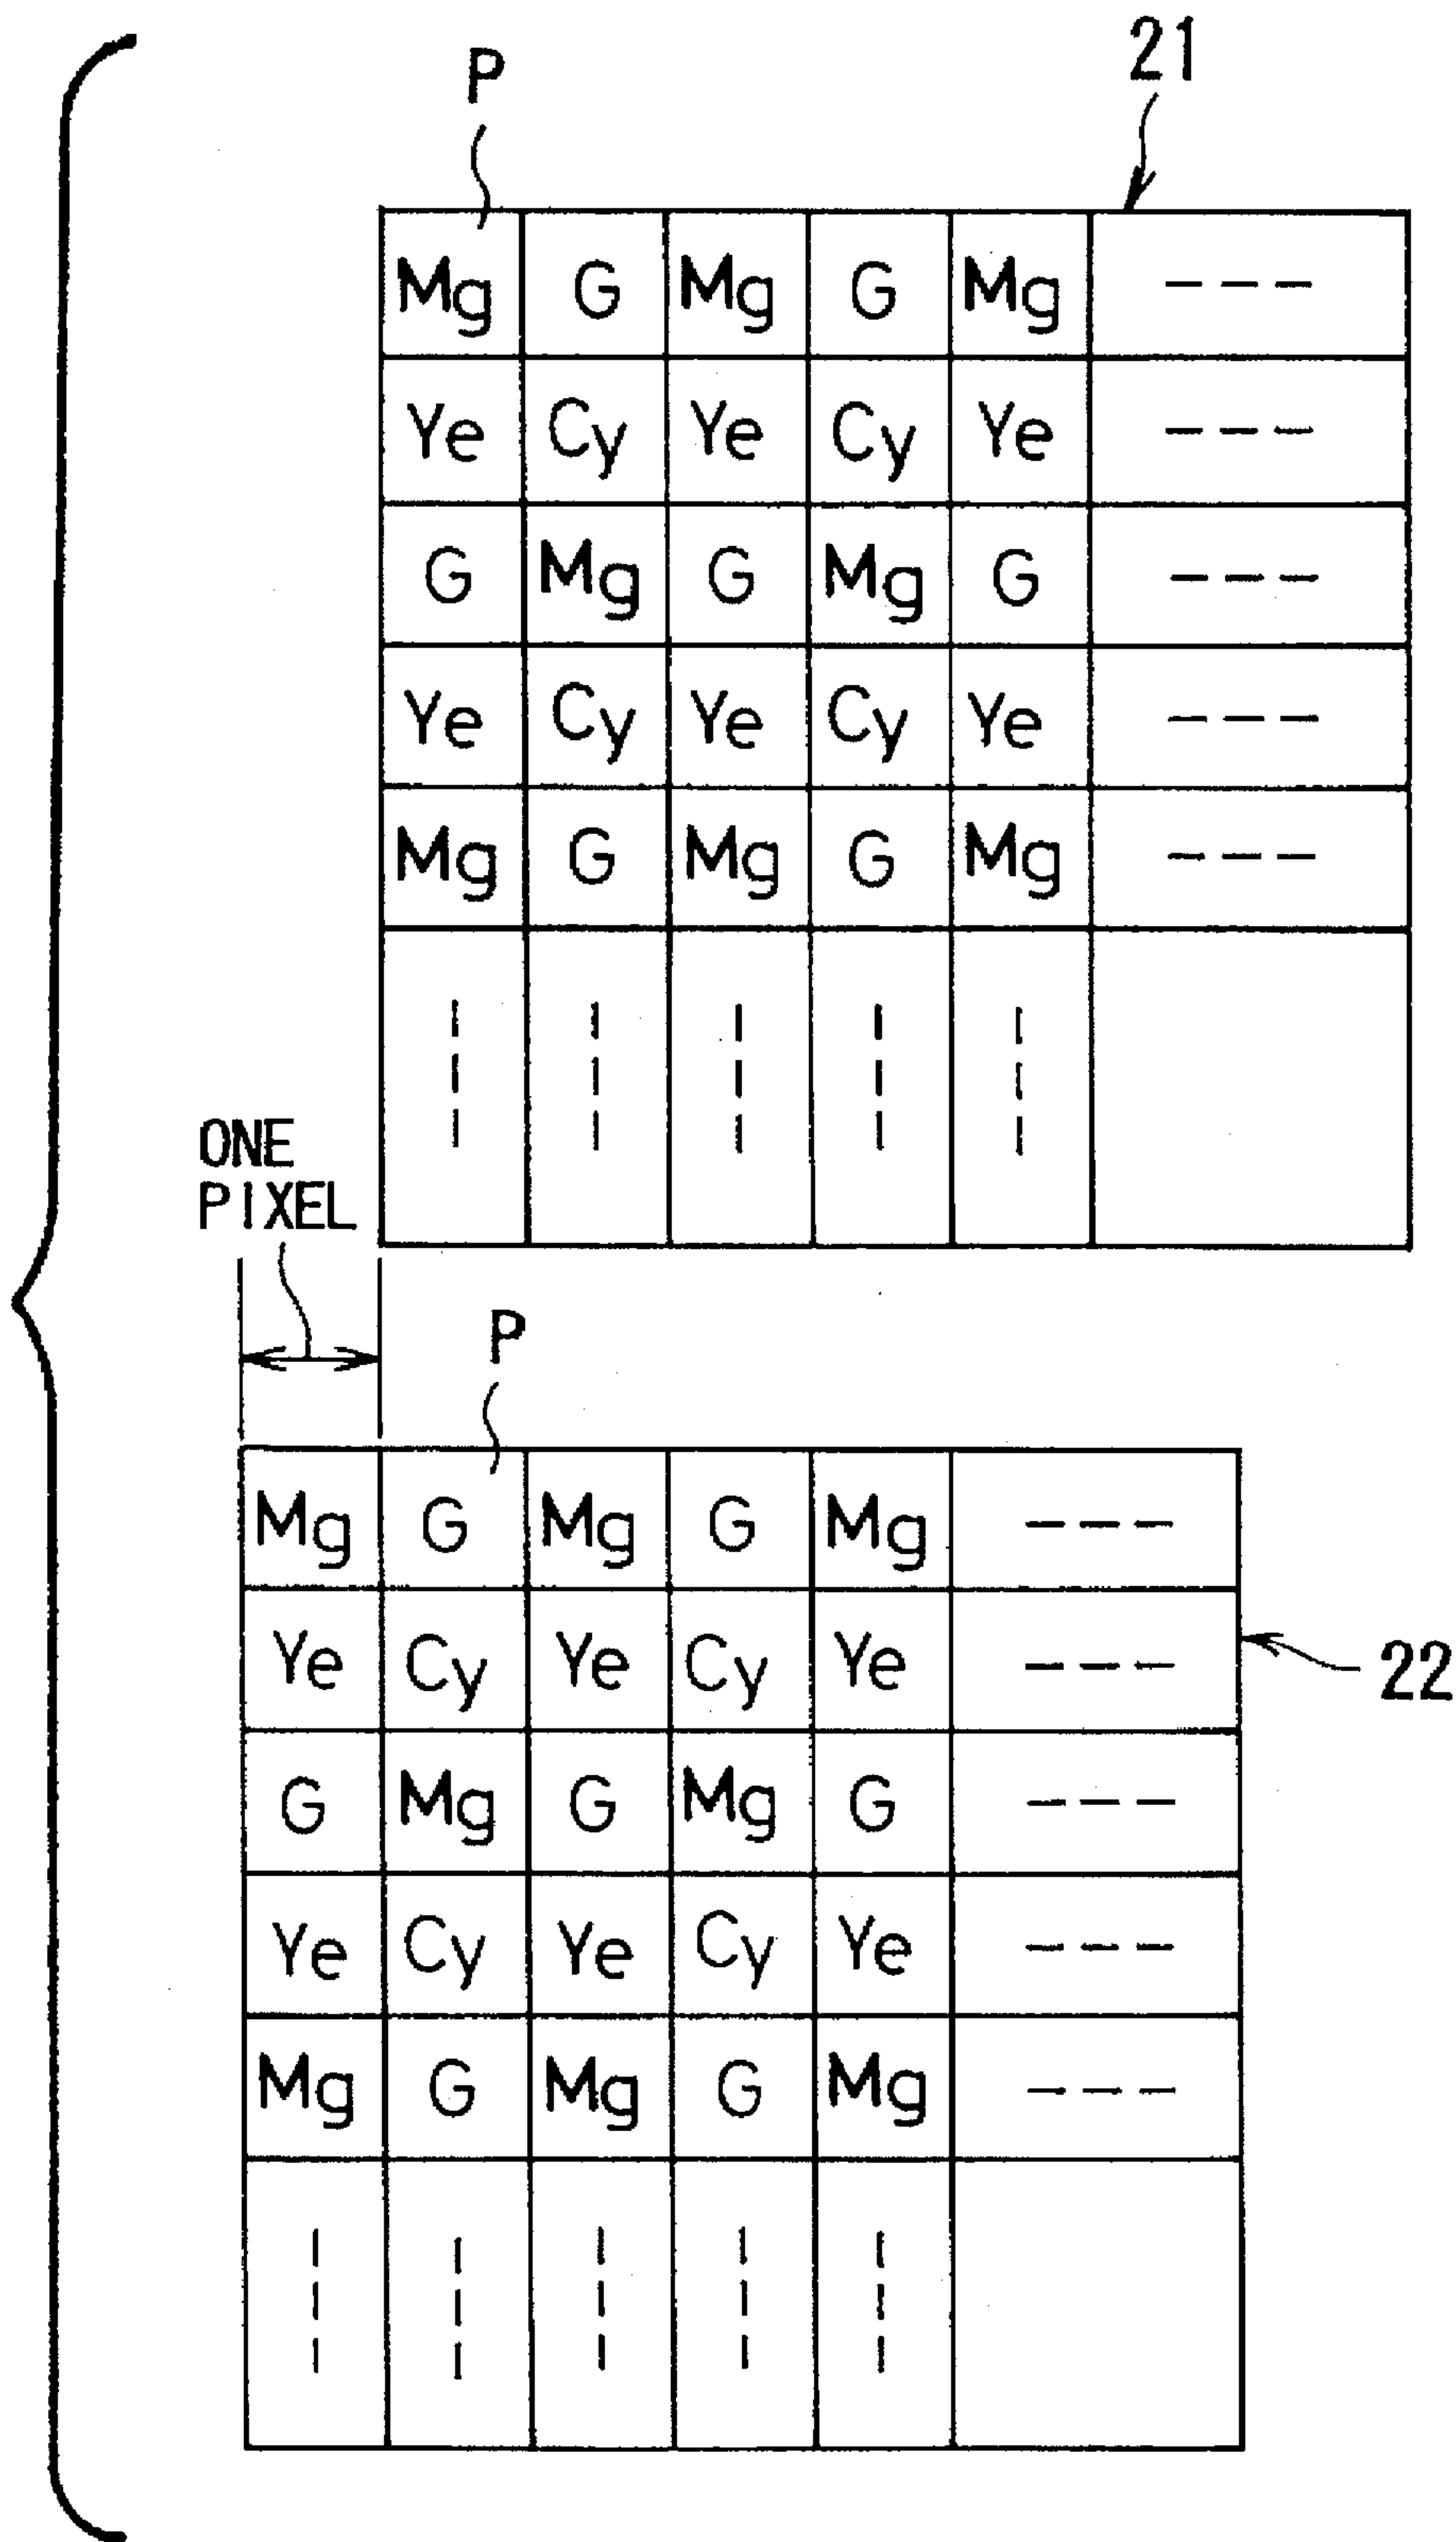 P 21
Mg G Mg G Mg ---
Ye Cy Ye Cy Ye ---
G Mg G Mg G ---
Ye Cy Ye Cy Ye ---
Mg G Mg G Mg ---
ONE
PIXEL
P
Mg G Mg G Mg ---
Ye Cy Ye Cy Ye ---
22
G Mg G Mg G ---
Ye Cy Ye Cy Ye ---
Mg G Mg G Mg ---